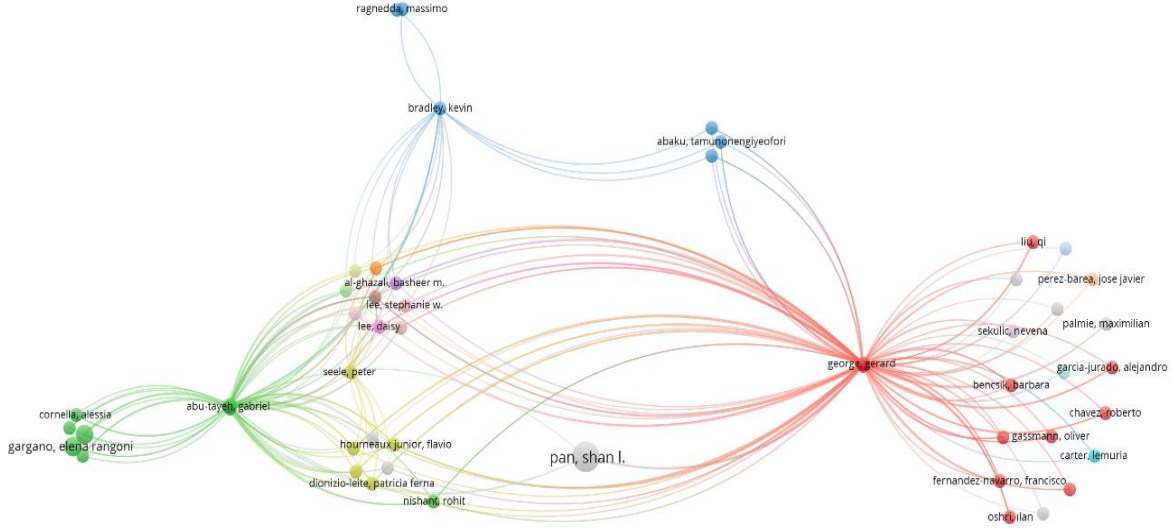 ragnedda, massimo
bradley, kevin
abaku, tamunonengiyeofori
liu, qi
al-ghazali, basheer m.
perez-barea, jose javier
lee, stephanie w.
lee, daisy
sekulic, nevena
palmie, maximilian
seele, peter
george, gerard
garcia-jurado, alejandro
bencsik, barbara
abu-tayeh, gabriel
cornella, alessia
chavez, roberto
gargano, elena rangoni
hourneaux junior, flavio
gassmann, oliver
pan, shan l.
carter, lemuria
dionizio-leite, patricia ferna
fernandez-navarro, francisco
nishant, rohit
oshri, ilan